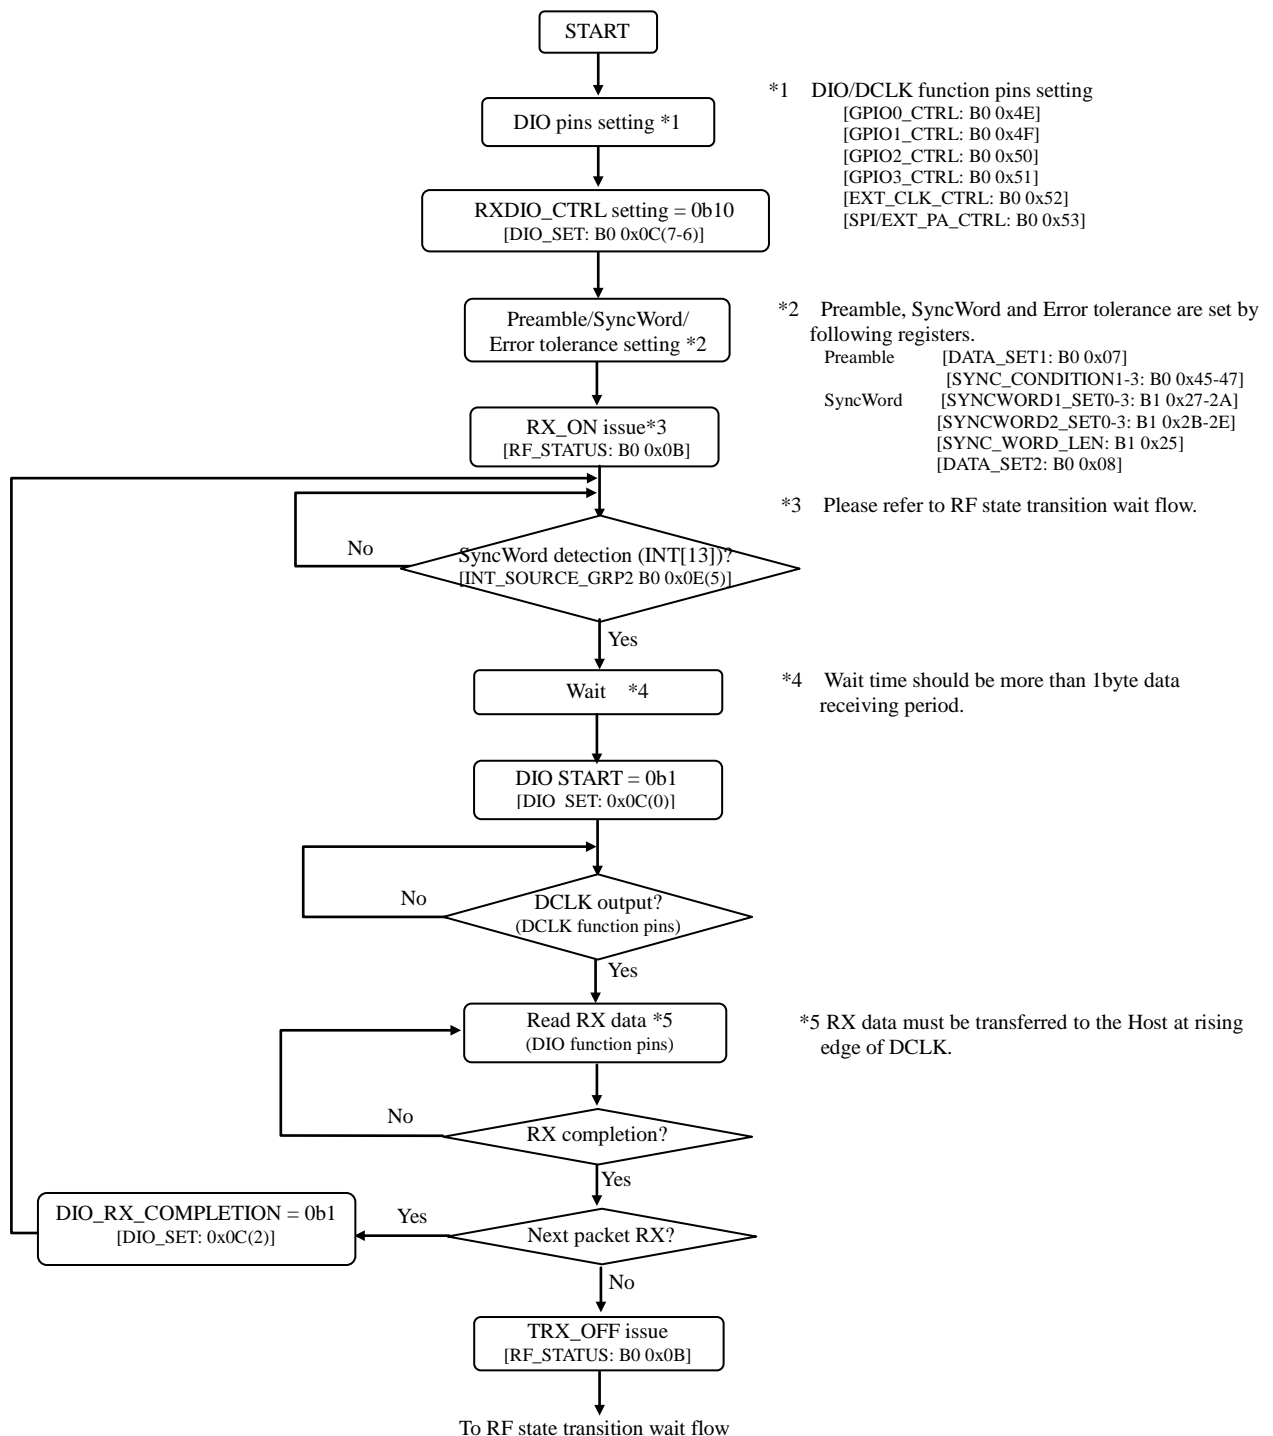 START
DIO pins setting *1
*1 DIO/DCLK function pins setting
[GPIO0_CTRL: B0 0x4E]
[GPIO1_CTRL: B0 0x4F]
[GPIO2_CTRL: B0 0x50]
[GPIO3_CTRL: B0 0x51]
[EXT_CLK_CTRL: B0 0x52]
[SPI/EXT_PA_CTRL: B0 0x53]
RXDIO_CTRL setting = 0b10
[DIO_SET: B0 0x0C(7-6)]
Preamble/SyncWord/
Error tolerance setting *2
*2 Preamble, SyncWord and Error tolerance are set by
following registers.
Preamble [DATA_SET1: B0 0x07]
[SYNC_CONDITION1-3: B0 0x45-47]
SyncWord [SYNCWORD1_SET0-3: B1 0x27-2A]
[SYNCWORD2_SET0-3: B1 0x2B-2E]
[SYNC_WORD_LEN: B1 0x25]
[DATA_SET2: B0 0x08]
RX_ON issue*3
[RF_STATUS: B0 0x0B]
*3 Please refer to RF state transition wait flow.
No
SyncWord detection (INT[13])?
[INT_SOURCE_GRP2 B0 0x0E(5)]
Yes
Wait *4
*4 Wait time should be more than 1byte data
receiving period.
DIO START = 0b1
[DIO_SET: 0x0C(0)]
No
DCLK output?
(DCLK function pins)
Yes
Read RX data *5
(DIO function pins)
*5 RX data must be transferred to the Host at rising
edge of DCLK.
No
RX completion?
Yes
DIO_RX_COMPLETION = 0b1
[DIO_SET: 0x0C(2)]
Yes
Next packet RX?
No
TRX_OFF issue
[RF_STATUS: B0 0x0B]
To RF state transition wait flow